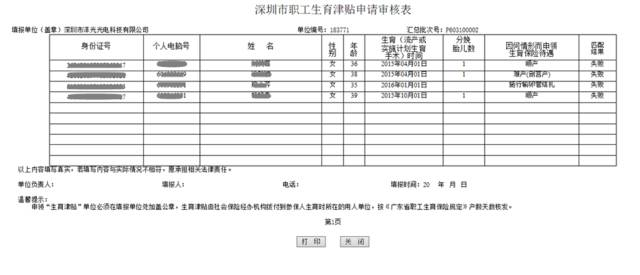 深圳市职工生育津贴申请审核表
填报单位（盖章）深圳市泽光光电科技有限公司 单位编号：183771 汇总批次号：P603100002
身份证号 个人电脑号 姓 名 性别 年龄 生育（流产或实施计划生育手术）时间 分娩胎儿数 因何情形而申领生育保险待遇 匹配结果
女 36 2015年04月01日 1 顺产 失败
女 38 2015年04月01日 1 难产(剖宫产) 失败
女 35 2016年01月01日 施行输卵管结扎 失败
女 39 2015年10月01日 1 顺产 失败
以上内容填写真实，若填写内容与实际情况不相符，愿承担相关法律责任。
单位负责人： 填报人： 电话： 填报时间：20 年 月 日
温馨提示：
申领“生育津贴”单位必须在填报单位处加盖公章，生育津贴由社会保险经办机构拨付到参保人生育时所在的用人单位，按《广东省职工生育保险规定》产假天数核发。
第1页
打 印 关 闭